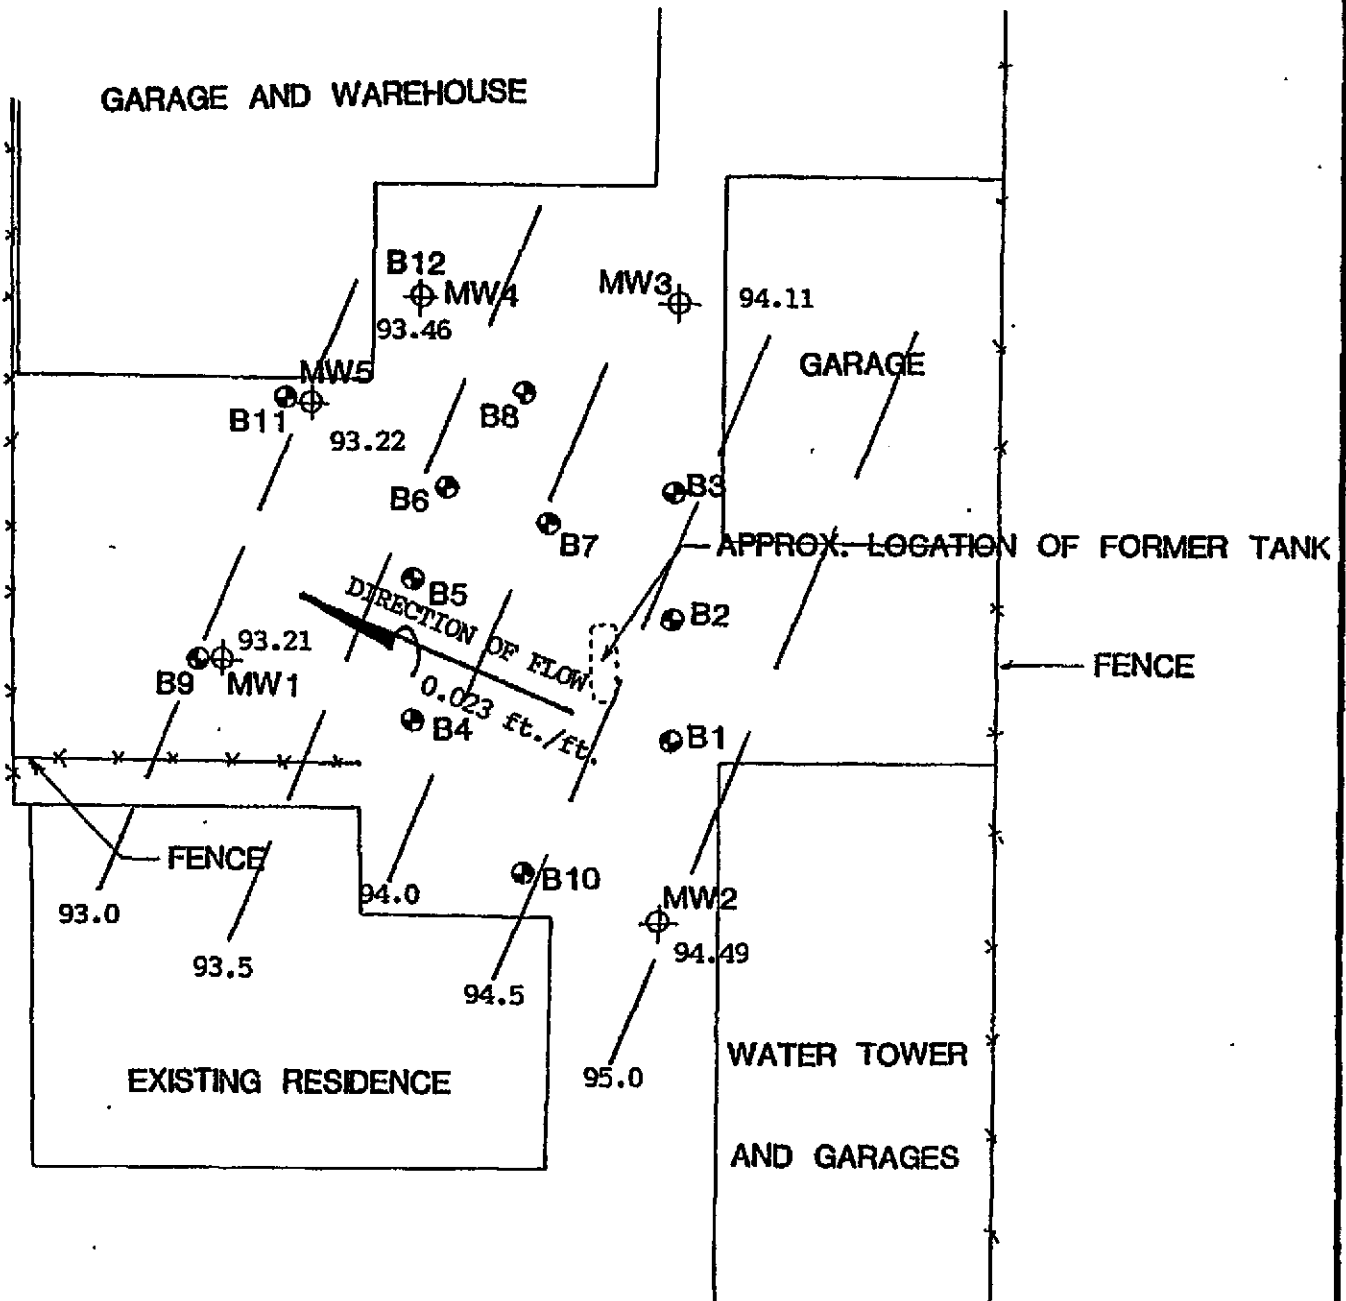 GARAGE AND WAREHOUSE
B12
MW4
93.46
MW3
94.11
GARAGE
MW5
B11
93.22
B8
B6
B3
B7
APPROX. LOCATION OF FORMER TANK
B5
DIRECTION OF FLOW
B2
93.21
B9
MW1
FENCE
0.023 ft./ft.
B4
B1
FENCE
94.0
B10
MW2
93.0
94.49
93.5
94.5
WATER TOWER
95.0
EXISTING RESIDENCE
AND GARAGES